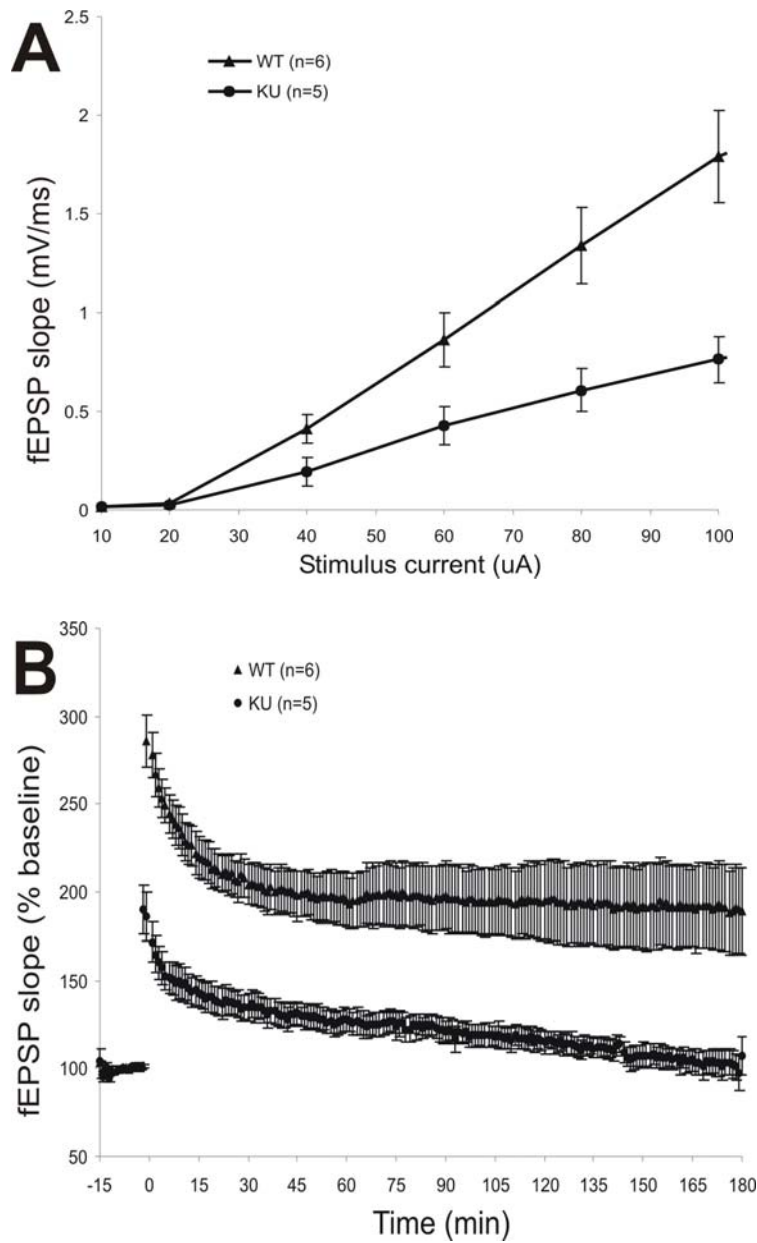 A
2.5
WT (n=6)
KU (n=5)
2
1.5
1
0.5
0
fEPSP slope (mV/ms)
10 20 30 40 50 60 70 80 90 100
Stimulus current (uA)
B
350
WT (n=6)
KU (n=5)
300
250
200
150
100
50
fEPSP slope (% baseline)
-15 0 15 30 45 60 75 90 105 120 135 150 165 180
Time (min)